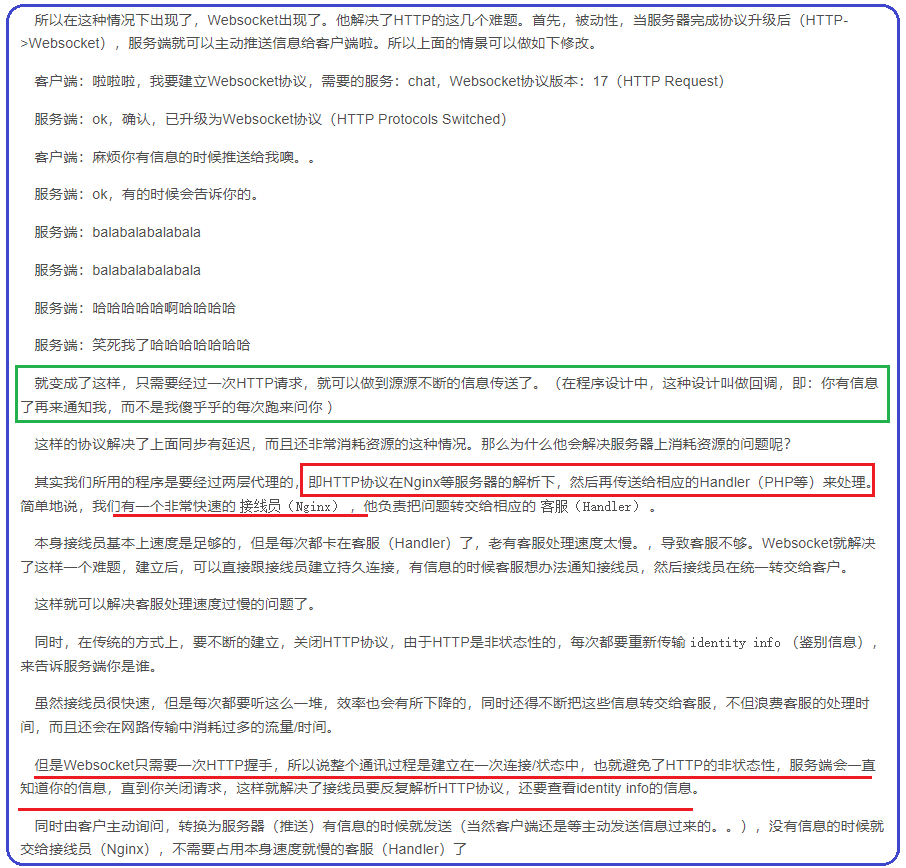 所以在这种情况下出现了，Websocket出现了。他解决了HTTP的这几个难题。首先，被动性，当服务器完成协议升级后（HTTP-
>Websocket），服务端就可以主动推送信息给客户端啦。所以上面的情景可以做如下修改。
客户端：啦啦啦，我要建立Websocket协议，需要的服务：chat，Websocket协议版本：17（HTTP Request）
服务端：ok，确认，已升级为Websocket协议（HTTP Protocols Switched）
客户端：麻烦你有信息的时候推送给我噢。。
服务端：ok，有的时候会告诉你的。
服务端：balabalabalabala
服务端：balabalabalabala
服务端：哈哈哈哈哈啊哈哈哈哈
服务端：笑死我了哈哈哈哈哈哈哈
就变成了这样，只需要经过一次HTTP请求，就可以做到源源不断的信息传送了。（在程序设计中，这种设计叫做回调，即：你有信息
了再来通知我，而不是我傻乎乎的每次跑来问你 ）
这样的协议解决了上面同步有延迟，而且还非常消耗资源的这种情况。那么为什么他会解决服务器上消耗资源的问题呢？
其实我们所用的程序是要经过两层代理的，即HTTP协议在Nginx等服务器的解析下，然后再传送给相应的Handler（PHP等）来处理。
简单地说，我们有一个非常快速的 接线员（Nginx） ，他负责把问题转交给相应的 客服（Handler） 。
本身接线员基本上速度是足够的，但是每次都卡在客服（Handler）了，老有客服处理速度太慢。，导致客服不够。Websocket就解决
了这样一个难题，建立后，可以直接跟接线员建立持久连接，有信息的时候客服想办法通知接线员，然后接线员在统一转交给客户。
这样就可以解决客服处理速度过慢的问题了。
同时，在传统的方式上，要不断的建立，关闭HTTP协议，由于HTTP是非状态性的，每次都要重新传输 identity info （鉴别信息），
来告诉服务端你是谁。
虽然接线员很快速，但是每次都要听这么一堆，效率也会有所下降的，同时还得不断把这些信息转交给客服，不但浪费客服的处理时
间，而且还会在网路传输中消耗过多的流量/时间。
但是Websocket只需要一次HTTP握手，所以说整个通讯过程是建立在一次连接/状态中，也就避免了HTTP的非状态性，服务端会一直
知道你的信息，直到你关闭请求，这样就解决了接线员要反复解析HTTP协议，还要查看identity info的信息。
同时由客户主动询问，转换为服务器（推送）有信息的时候就发送（当然客户端还是等主动发送信息过来的。。），没有信息的时候就
交给接线员（Nginx），不需要占用本身速度就慢的客服（Handler）了